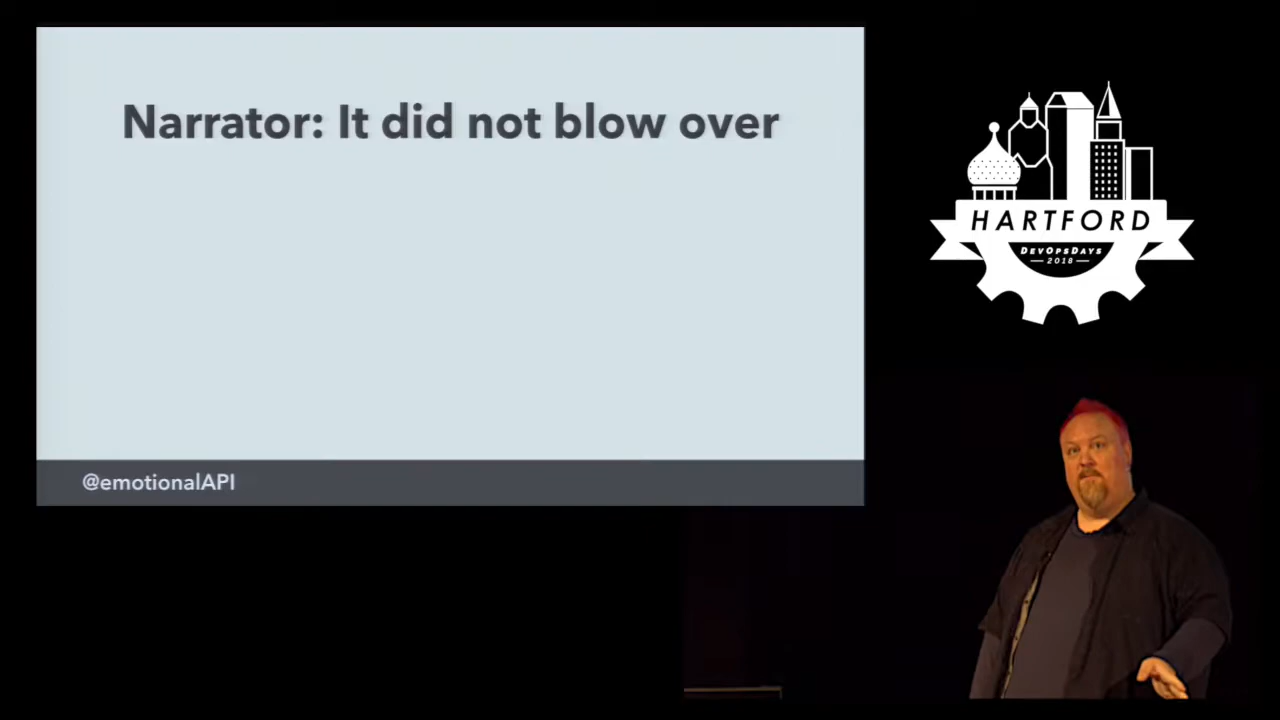 Narrator: It did not blow over
@emotionalAPI
HARTFORD
DEVOPSDAYS
2018